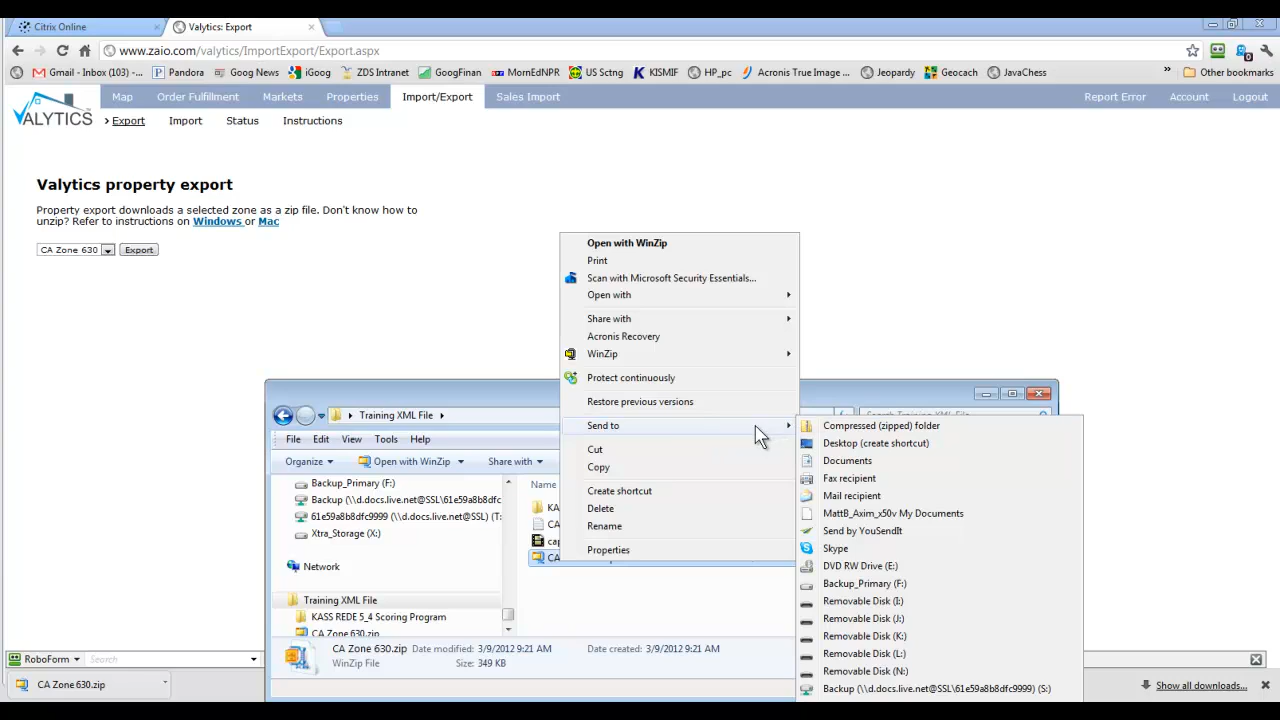 Citrix Online
Valytics: Export
www.zaio.com/valytics/ImportExport/Export.aspx
Gmail - Inbox (103) -...
Pandora
Goog News
iGoog
ZDS Intranet
GoogFinan
MornEdNPR
US Sctng
KISMIF
HP_pc
Acronis True Image ...
Jeopardy
Geocach
JavaChess
»
Other bookmarks
VALYTICS
Map
Order Fulfillment
Markets
Properties
Import/Export
Sales Import
Report Error
Account
Logout
Export
Import
Status
Instructions
Valytics property export
Property export downloads a selected zone as a zip file. Don't know how to
unzip? Refer to instructions on Windows or Mac
CA Zone 630
Export
Open with WinZip
Print
Scan with Microsoft Security Essentials...
Open with
Share with
Acronis Recovery
WinZip
Protect continuously
Restore previous versions
Send to
Cut
Copy
Create shortcut
Delete
Rename
Properties
Training XML File
Search Training XML File
File
Edit
View
Tools
Help
Organize
Open with WinZip
Share with
Backup_Primary (F:)
Backup (\\d.docs.live.net@SSL\61e59a8b8dfc
61e59a8b8dfc9999 (\\d.docs.live.net@SSL) (T:
Xtra_Storage (X:)
Network
Training XML File
KASS REDE 5_4 Scoring Program
CA Zone 630.zip
Name
KA
CA
cap
CA
CA Zone 630.zip
Date modified: 3/9/2012 9:21 AM
Date created: 3/9/2012 9:21 AM
WinZip File
Size: 349 KB
Compressed (zipped) folder
Desktop (create shortcut)
Documents
Fax recipient
Mail recipient
MattB_Axim_x50v My Documents
Send by YouSendIt
Skype
DVD RW Drive (E:)
Backup_Primary (F:)
Removable Disk (I:)
Removable Disk (J:)
Removable Disk (K:)
Removable Disk (L:)
Removable Disk (N:)
Backup (\\d.docs.live.net@SSL\61e59a8b8dfc9999) (S:)
RoboForm
Search
CA Zone 630.zip
Show all downloads...